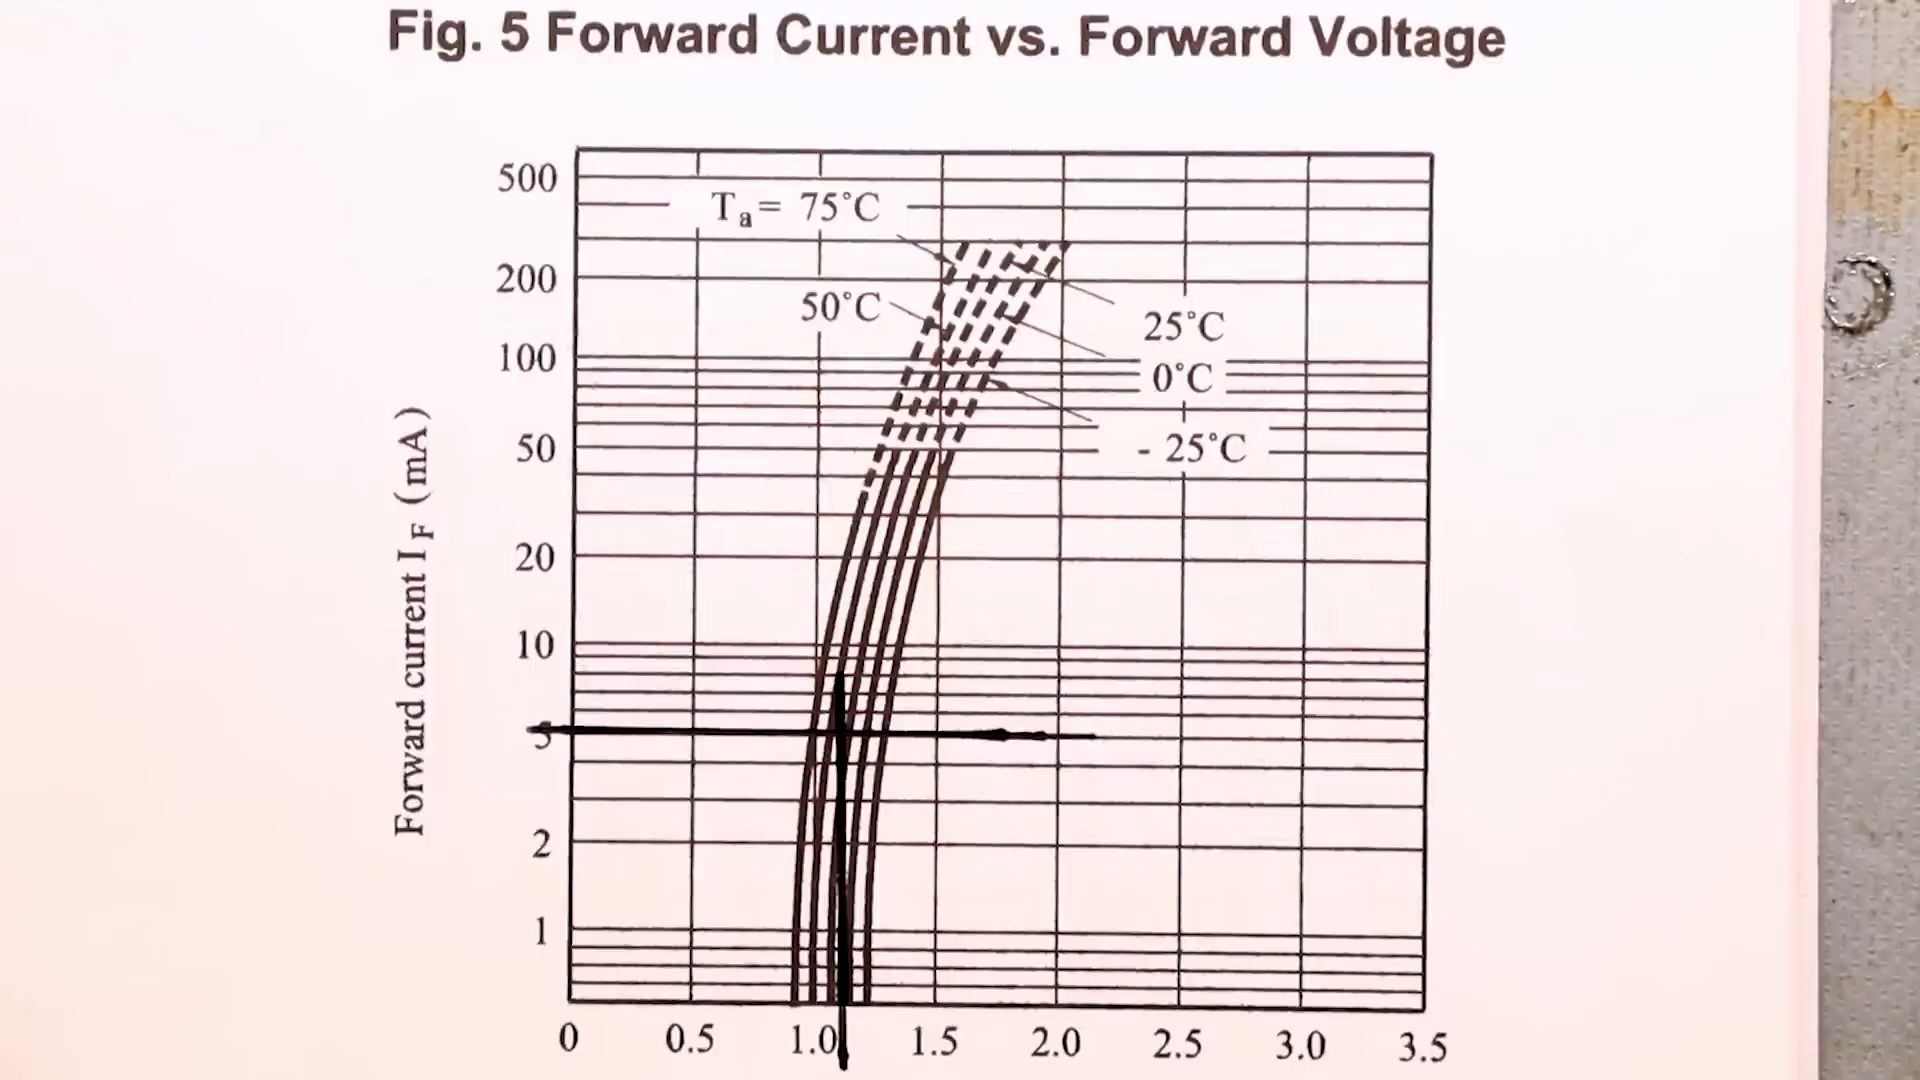 Fig. 5 Forward Current vs. Forward Voltage
500
Ta = 75°C
200
50°C
25°C
100
0°C
50
- 25°C
Forward current IF (mA)
20
10
5
2
1
0 0.5 1.0 1.5 2.0 2.5 3.0 3.5